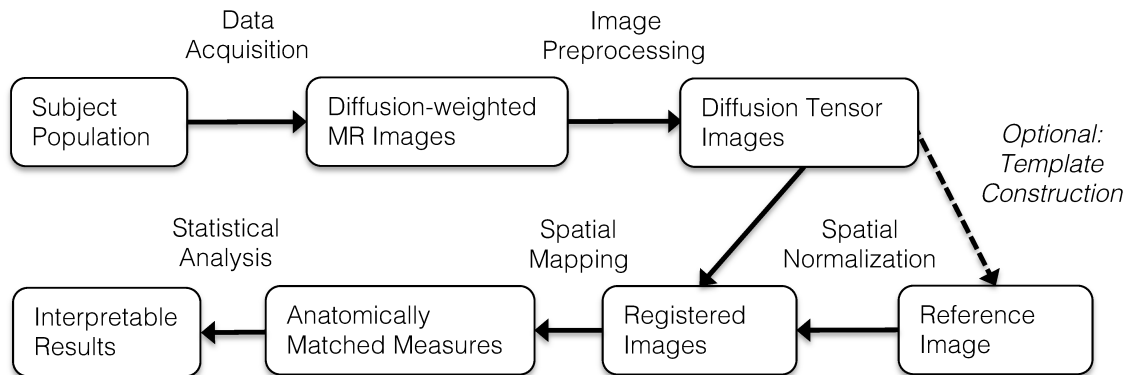 Data
Acquisition
Image
Preprocessing
Subject
Population
Diffusion-weighted
MR Images
Diffusion Tensor
Images
Optional:
Template
Construction
Statistical
Analysis
Spatial
Mapping
Spatial
Normalization
Interpretable
Results
Anatomically
Matched Measures
Registered
Images
Reference
Image